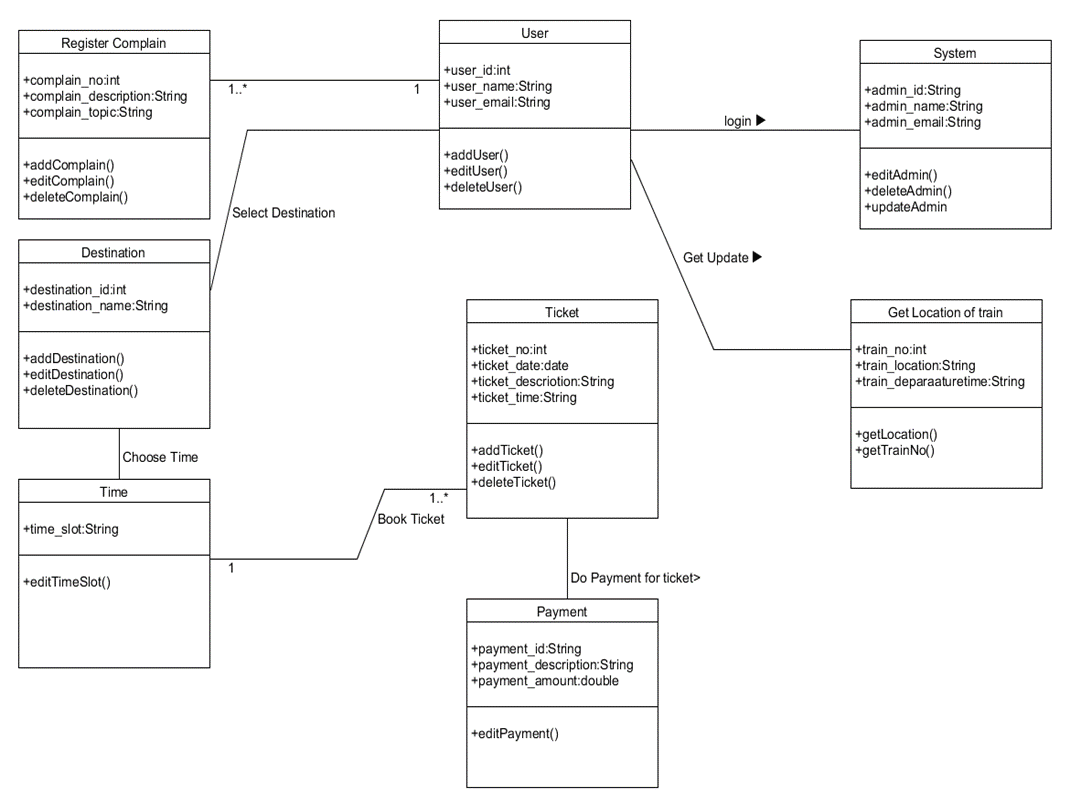 Register Complain
+complain_no:int
+complain_description:String
+complain_topic:String
+addComplain()
+editComplain()
+deleteComplain()
1..*
1
User
+user_id:int
+user_name:String
+user_email:String
+addUser()
+editUser()
+deleteUser()
login ▶
System
+admin_id:String
+admin_name:String
+admin_email:String
+editAdmin()
+deleteAdmin()
+updateAdmin
Select Destination
Get Update ▶
Destination
+destination_id:int
+destination_name:String
+addDestination()
+editDestination()
+deleteDestination()
Ticket
+ticket_no:int
+ticket_date:date
+ticket_descriotion:String
+ticket_time:String
+addTicket()
+editTicket()
+deleteTicket()
Get Location of train
+train_no:int
+train_location:String
+train_deparaaturetime:String
+getLocation()
+getTrainNo()
Choose Time
Time
+time_slot:String
+editTimeSlot()
1..*
Book Ticket
1
Do Payment for ticket>
Payment
+payment_id:String
+payment_description:String
+payment_amount:double
+editPayment()